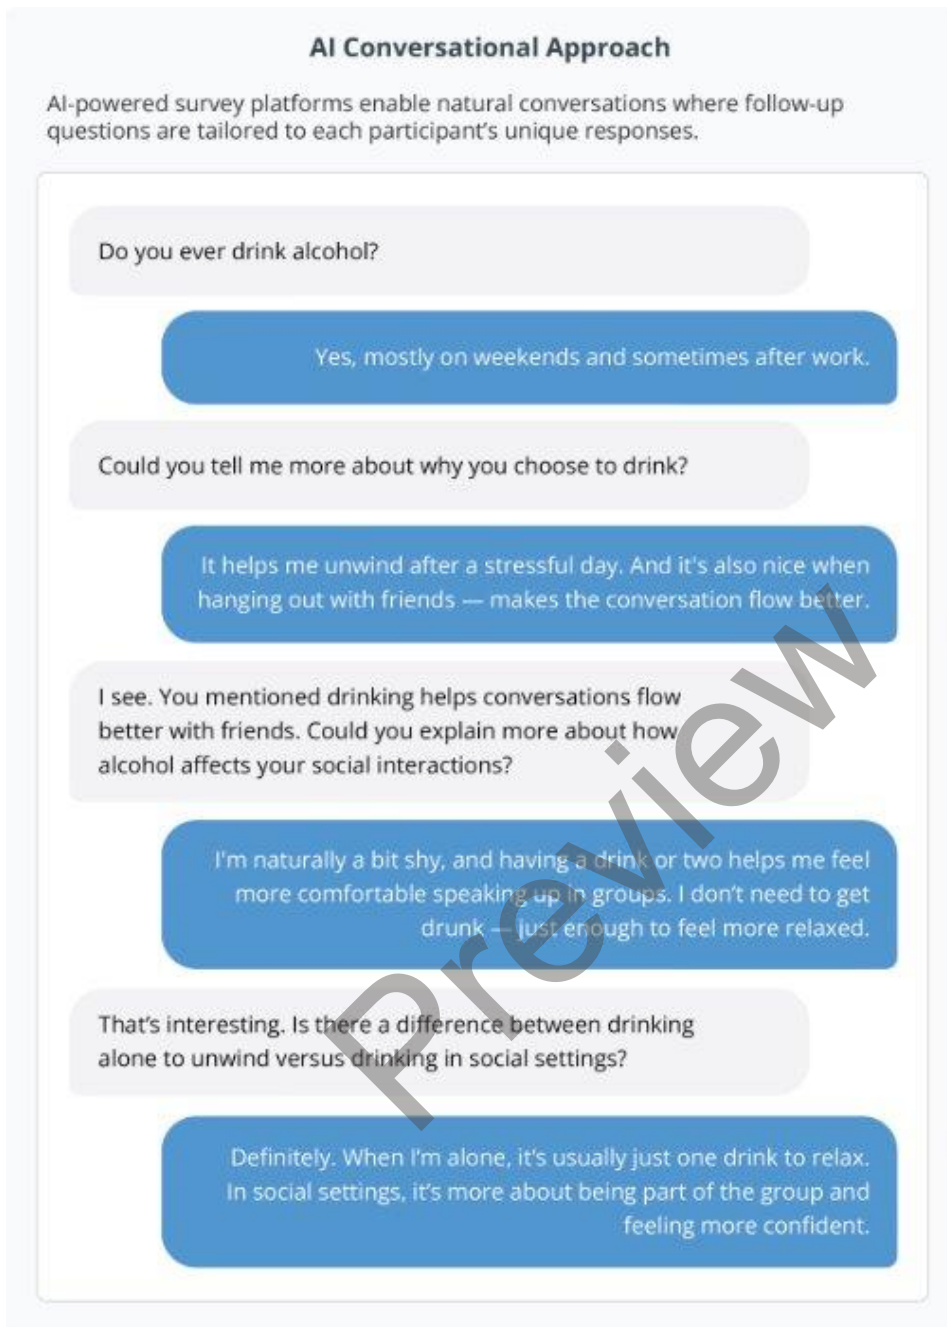 AI Conversational Approach
AI-powered survey platforms enable natural conversations where follow-up
questions are tailored to each participant's unique responses.
Do you ever drink alcohol?
Yes, mostly on weekends and sometimes after work.
Could you tell me more about why you choose to drink?
It helps me unwind after a stressful day. And it's also nice when
hanging out with friends — makes the conversation flow better.
I see. You mentioned drinking helps conversations flow
better with friends. Could you explain more about how
alcohol affects your social interactions?
I'm naturally a bit shy, and having a drink or two helps me feel
more comfortable speaking up in groups. I don't need to get
drunk — just enough to feel more relaxed.
That's interesting. Is there a difference between drinking
alone to unwind versus drinking in social settings?
Definitely. When I'm alone, it's usually just one drink to relax.
In social settings, it's more about being part of the group and
feeling more confident.
Preview